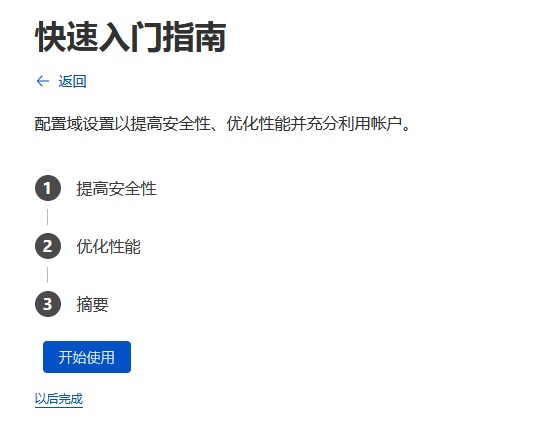 快速入门指南
← 返回
配置域设置以提高安全性、优化性能并充分利用帐户。
1 提高安全性
2 优化性能
3 摘要
开始使用
以后完成